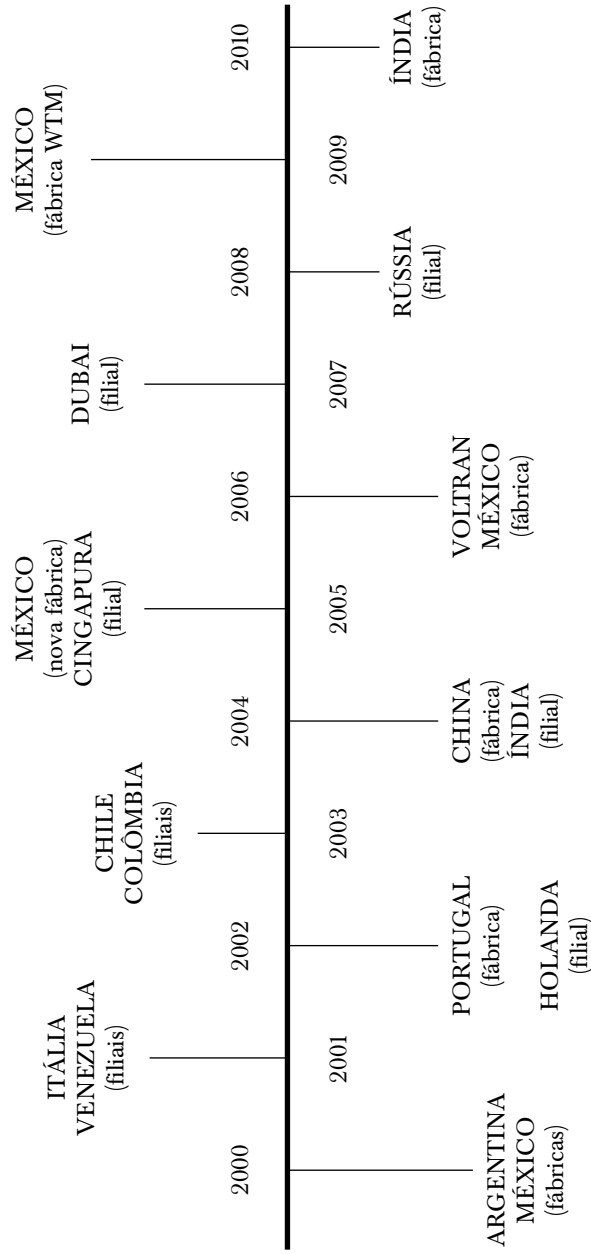 2000
ARGENTINA
MÉXICO
(fábricas)
ITÁLIA
VENEZUELA
(filiais)
2001
2002
PORTUGAL
(fábrica)
HOLANDA
(filial)
CHILE
COLÔMBIA
(filiais)
2003
2004
CHINA
(fábrica)
ÍNDIA
(filial)
MÉXICO
(nova fábrica)
CINGAPURA
(filial)
2005
2006
VOLTRAN
MÉXICO
(fábrica)
DUBAI
(filial)
2007
2008
RÚSSIA
(filial)
MÉXICO
(fábrica WTM)
2009
2010
ÍNDIA
(fábrica)